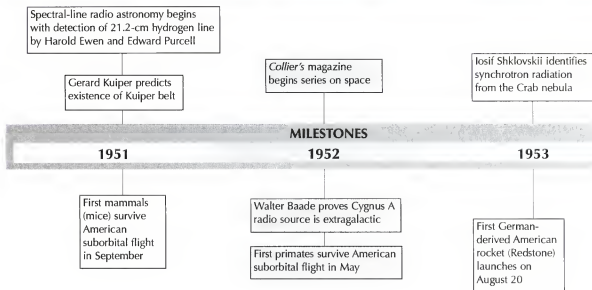 Spectral-line radio astronomy begins
with detection of 21.2-cm hydrogen line
by Harold Ewen and Edward Purcell
Gerard Kuiper predicts
existence of Kuiper belt
Collier's magazine
begins series on space
Iosif Shklovskii identifies
synchrotron radiation
from the Crab nebula
MILESTONES
1951
1952
1953
First mammals
(mice) survive
American
suborbital flight
in September
Walter Baade proves Cygnus A
radio source is extragalactic
First primates survive American
suborbital flight in May
First German-
derived American
rocket (Redstone)
launches on
August 20